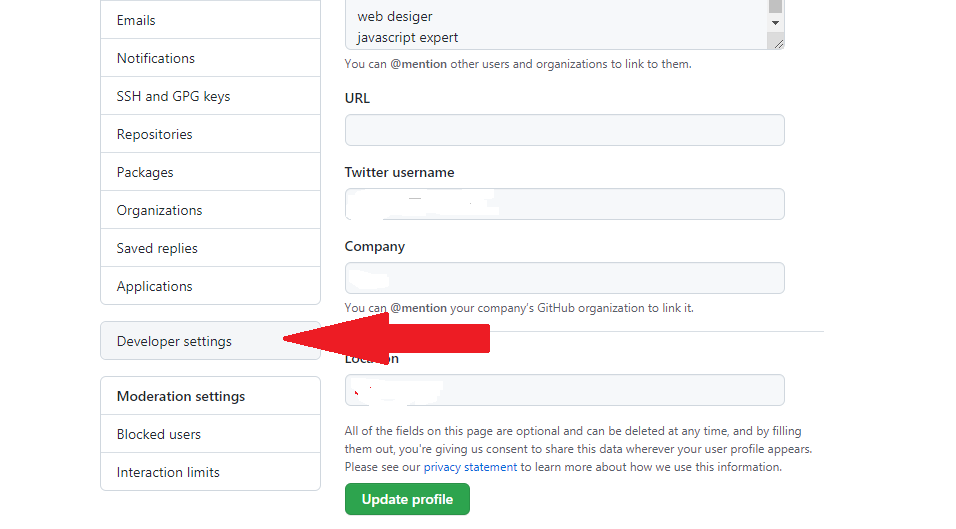 Emails
Notifications
SSH and GPG keys
Repositories
Packages
Organizations
Saved replies
Applications
Developer settings
Moderation settings
Blocked users
Interaction limits
web desiger
javascript expert
You can @mention other users and organizations to link to them.
URL
Twitter username
Company
You can @mention your company's GitHub organization to link it.
Location
All of the fields on this page are optional and can be deleted at any time, and by filling
them out, you're giving us consent to share this data wherever your user profile appears.
Please see our privacy statement to learn more about how we use this information.
Update profile